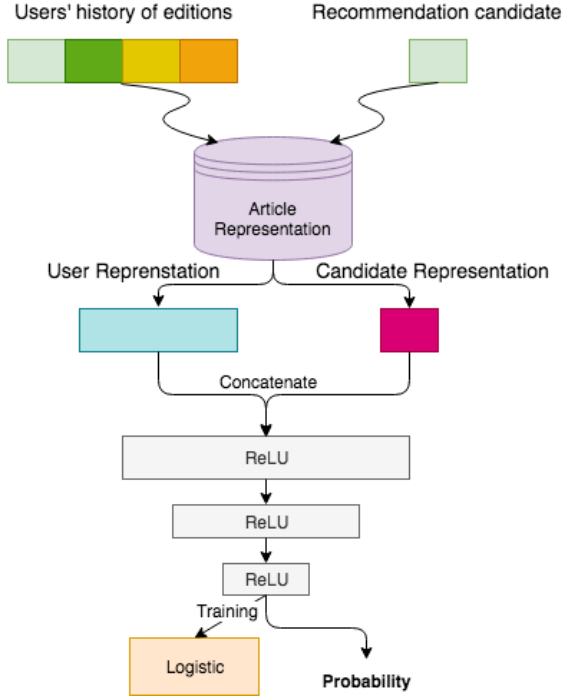 Users' history of editions
Recommendation candidate
Article
Representation
User Reprenstation
Candidate Representation
Concatenate
ReLU
ReLU
ReLU
Training
Logistic
Probability